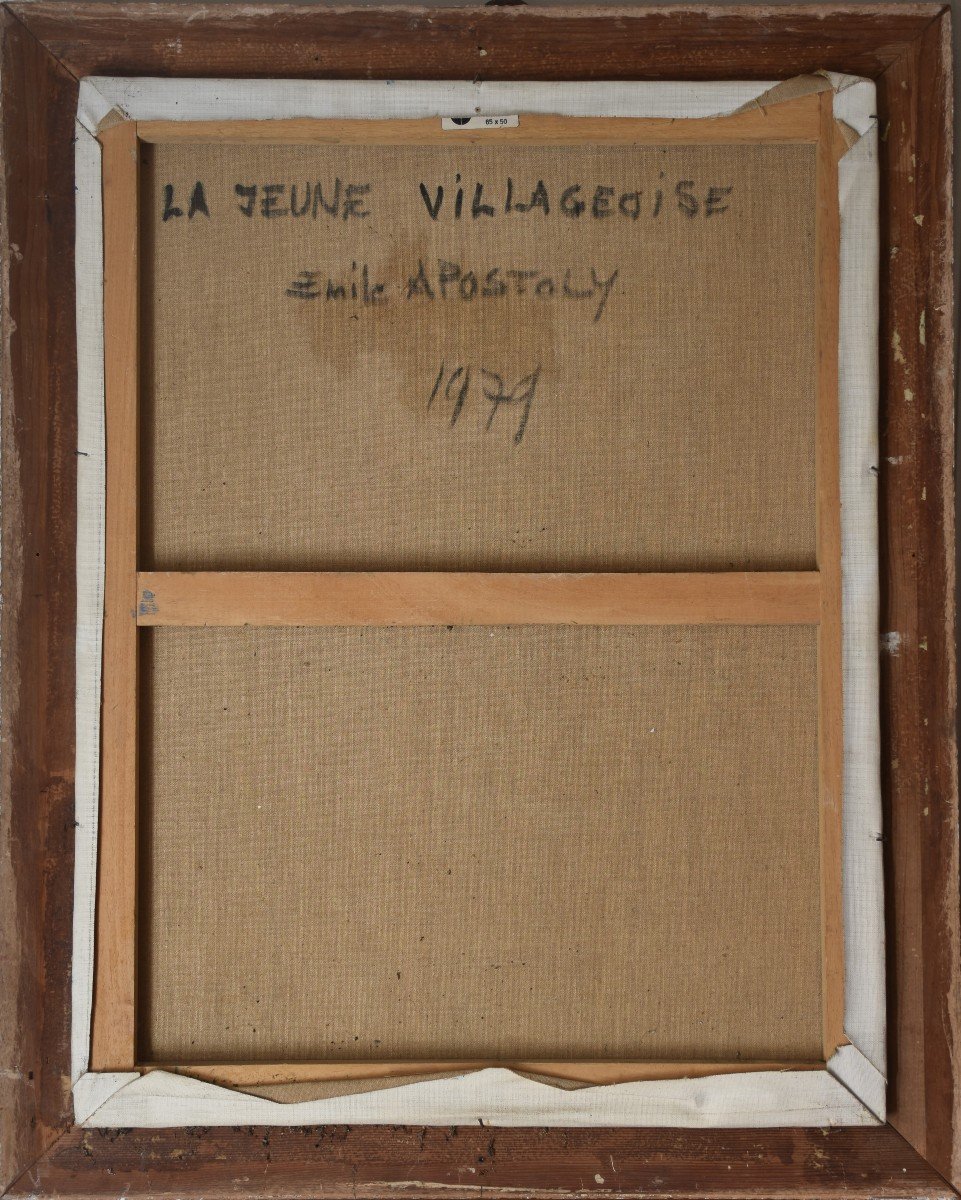 65 x 50
LA JEUNE VILLAGEOISE
Emile APOSTOLY
1979